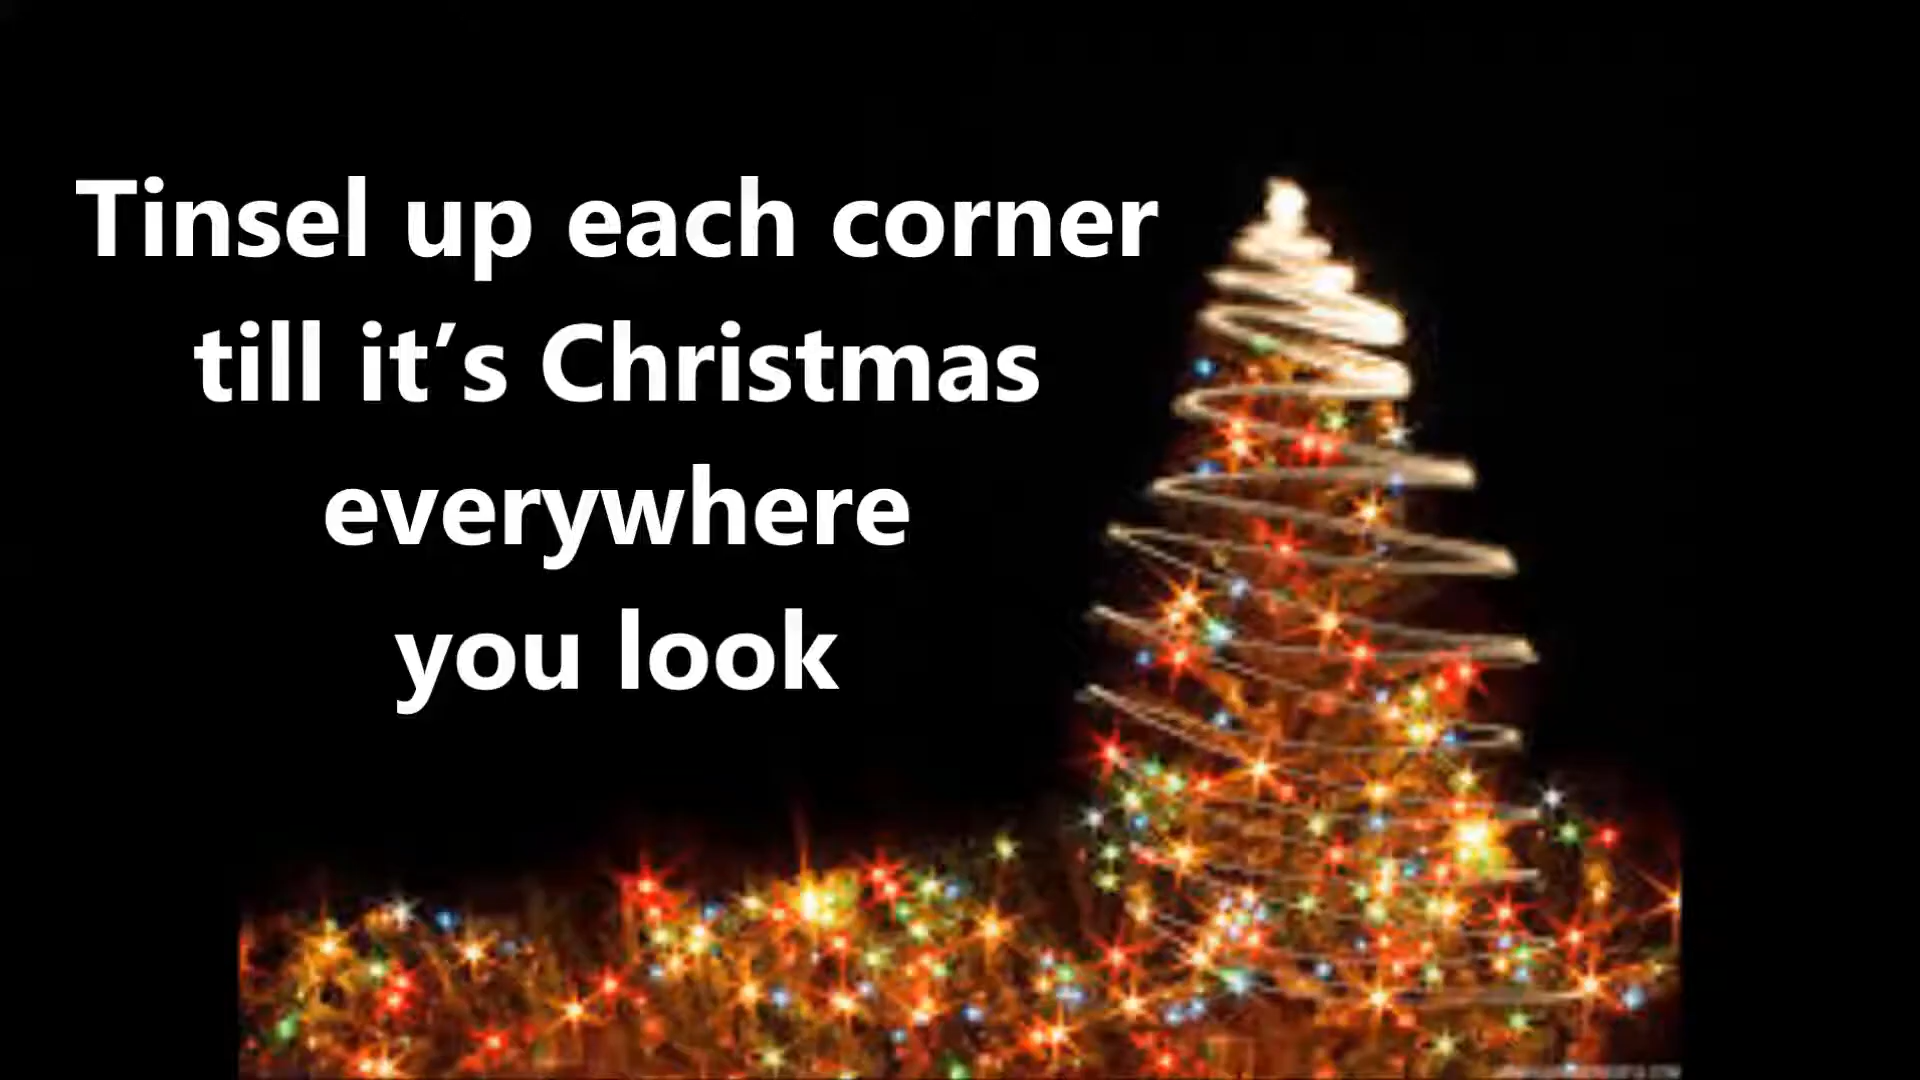 Tinsel up each corner
till it’s Christmas
everywhere
you look